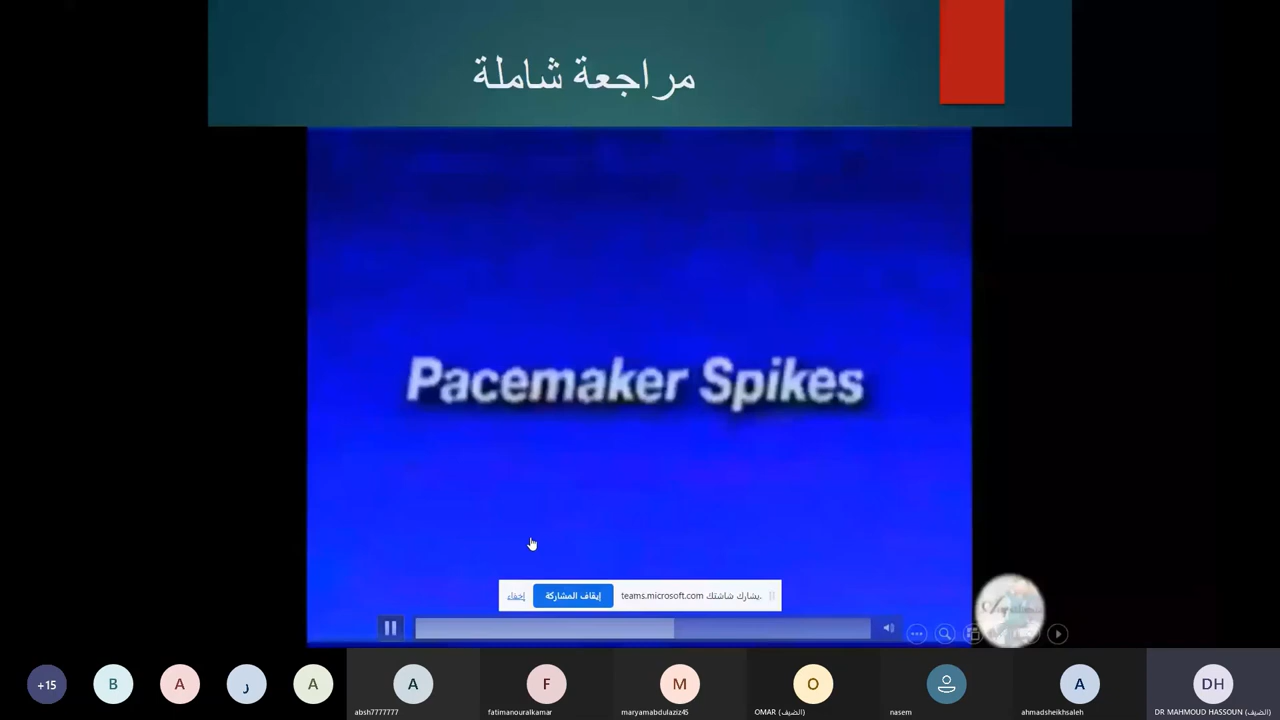 مراجعة شاملة
Pacemaker Spikes
إخفاء
إيقاف المشاركة
teams.microsoft.com يشارك شاشتك.
+15
B
A
ر
A
A
F
M
O
A
DH
absh7777777
fatimanouralkamar
maryamabdulaziz45
OMAR (الضيف)
nasem
ahmadsheikhsaleh
DR MAHMOUD HASSOUN (الضيف)